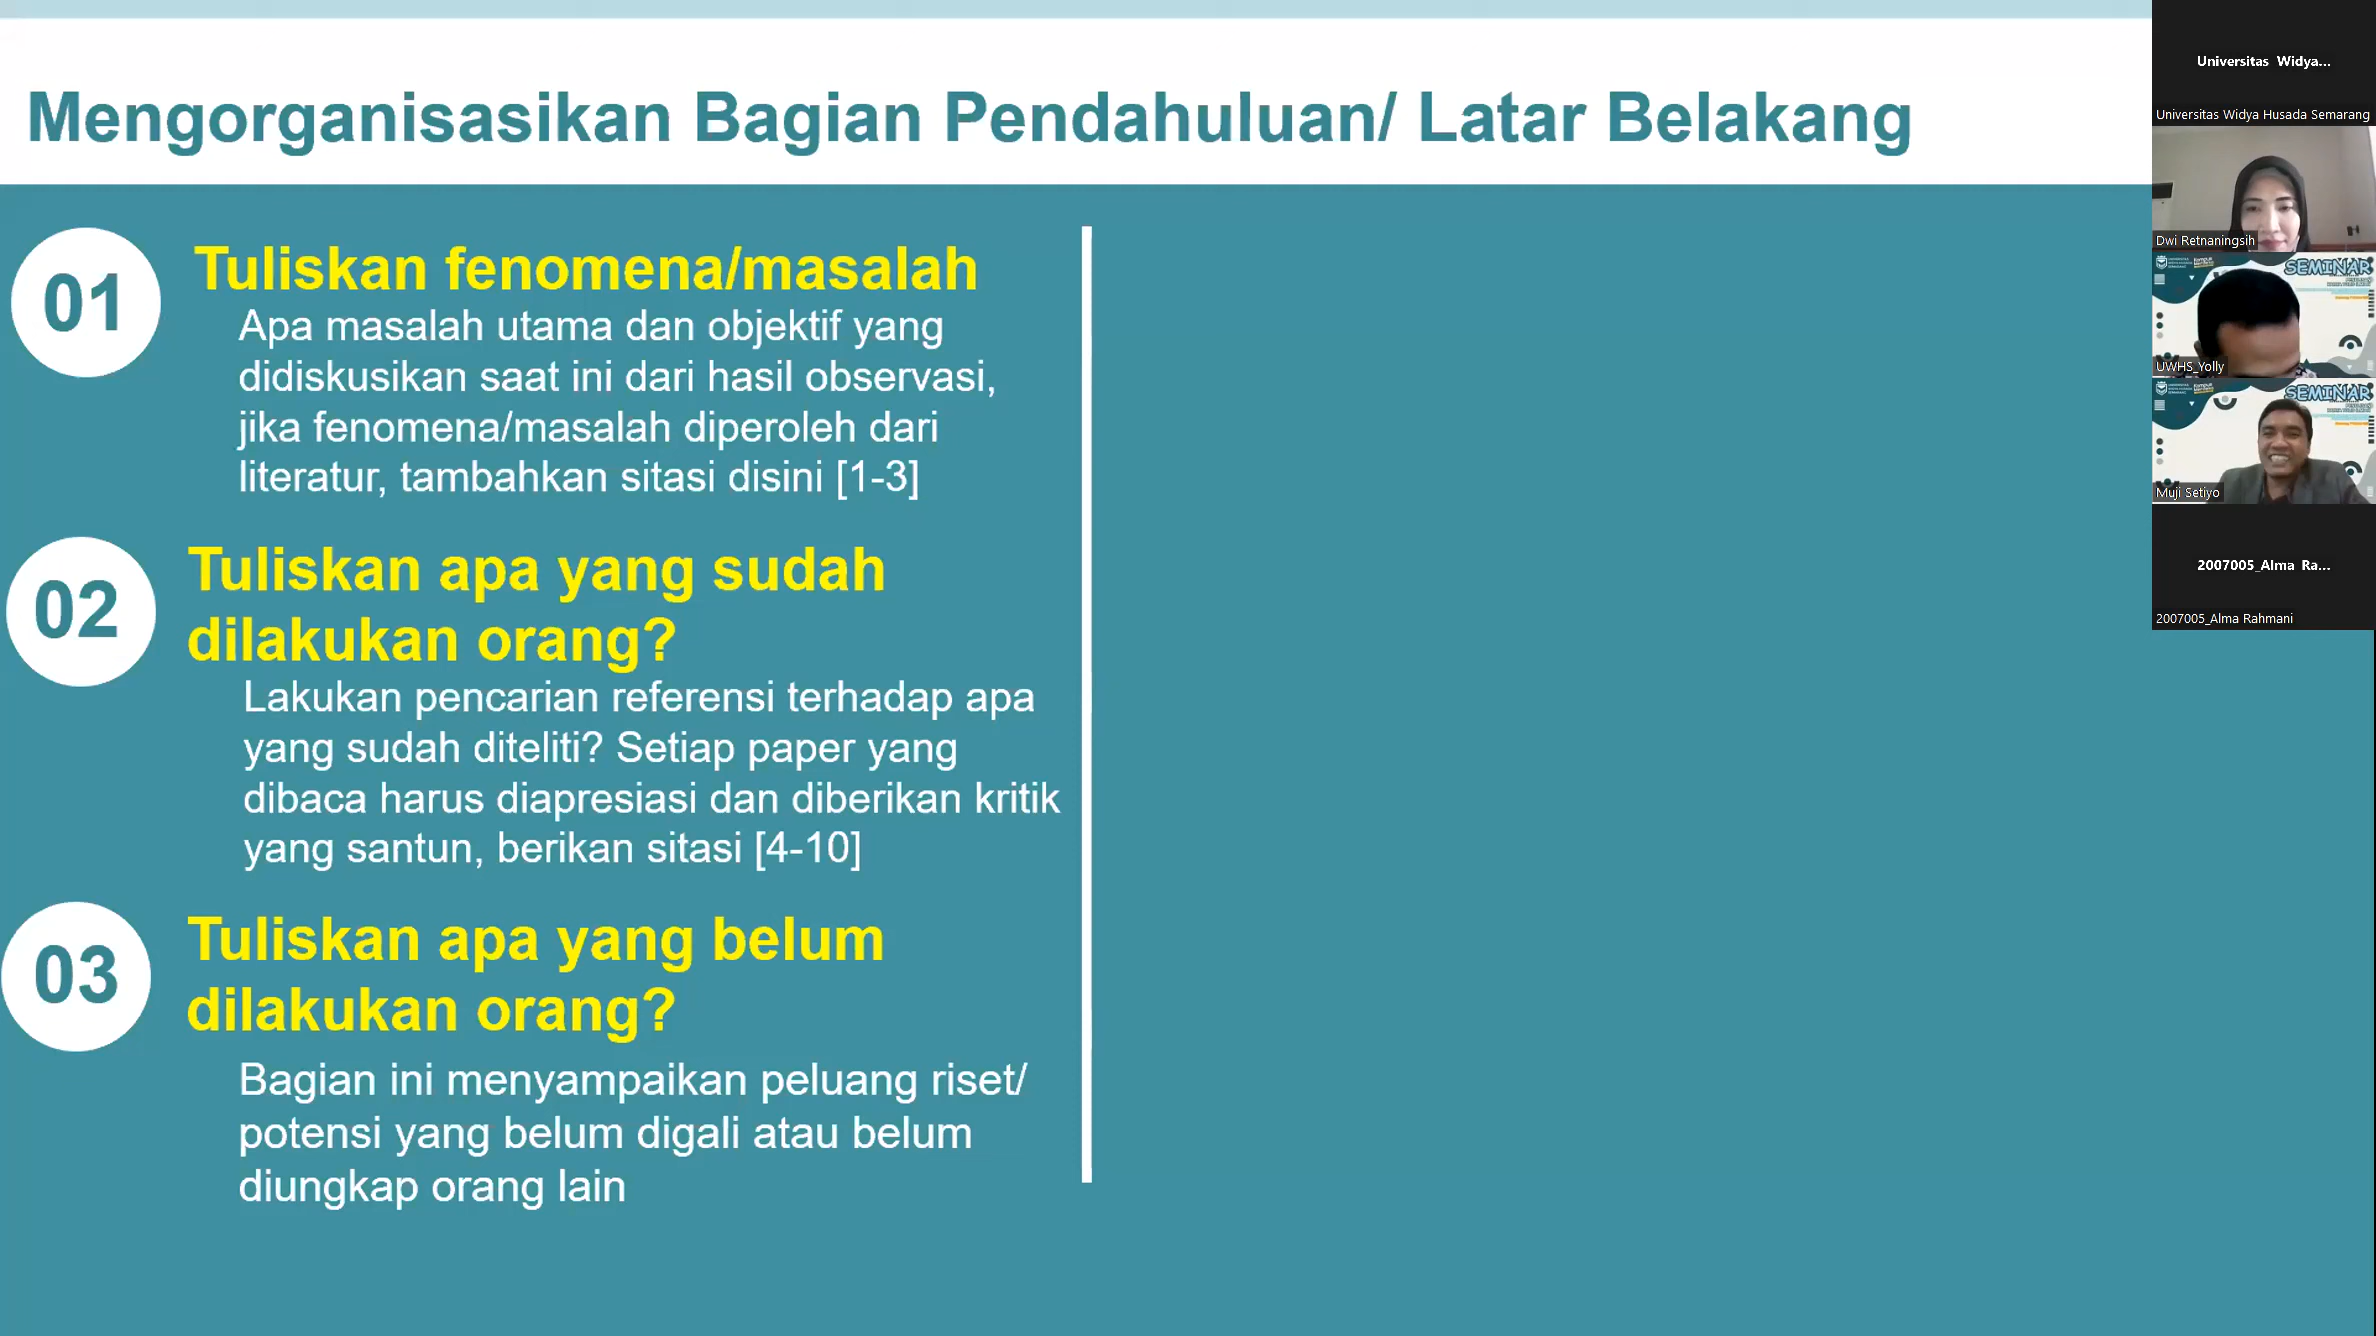 Mengorganisasikan Bagian Pendahuluan/ Latar Belakang
01
Tuliskan fenomena/masalah
Apa masalah utama dan objektif yang
didiskusikan saat ini dari hasil observasi,
jika fenomena/masalah diperoleh dari
literatur, tambahkan sitasi disini [1-3]
02
Tuliskan apa yang sudah
dilakukan orang?
Lakukan pencarian referensi terhadap apa
yang sudah diteliti? Setiap paper yang
dibaca harus diapresiasi dan diberikan kritik
yang santun, berikan sitasi [4-10]
03
Tuliskan apa yang belum
dilakukan orang?
Bagian ini menyampaikan peluang riset/
potensi yang belum digali atau belum
diungkap orang lain
Universitas Widya...
Universitas Widya Husada Semarang
Dwi Retnaningsih
SEMINAR
UWHS_Yolly
SEMINAR
Muji Setiyo
2007005_Alma Ra...
2007005_Alma Rahmani